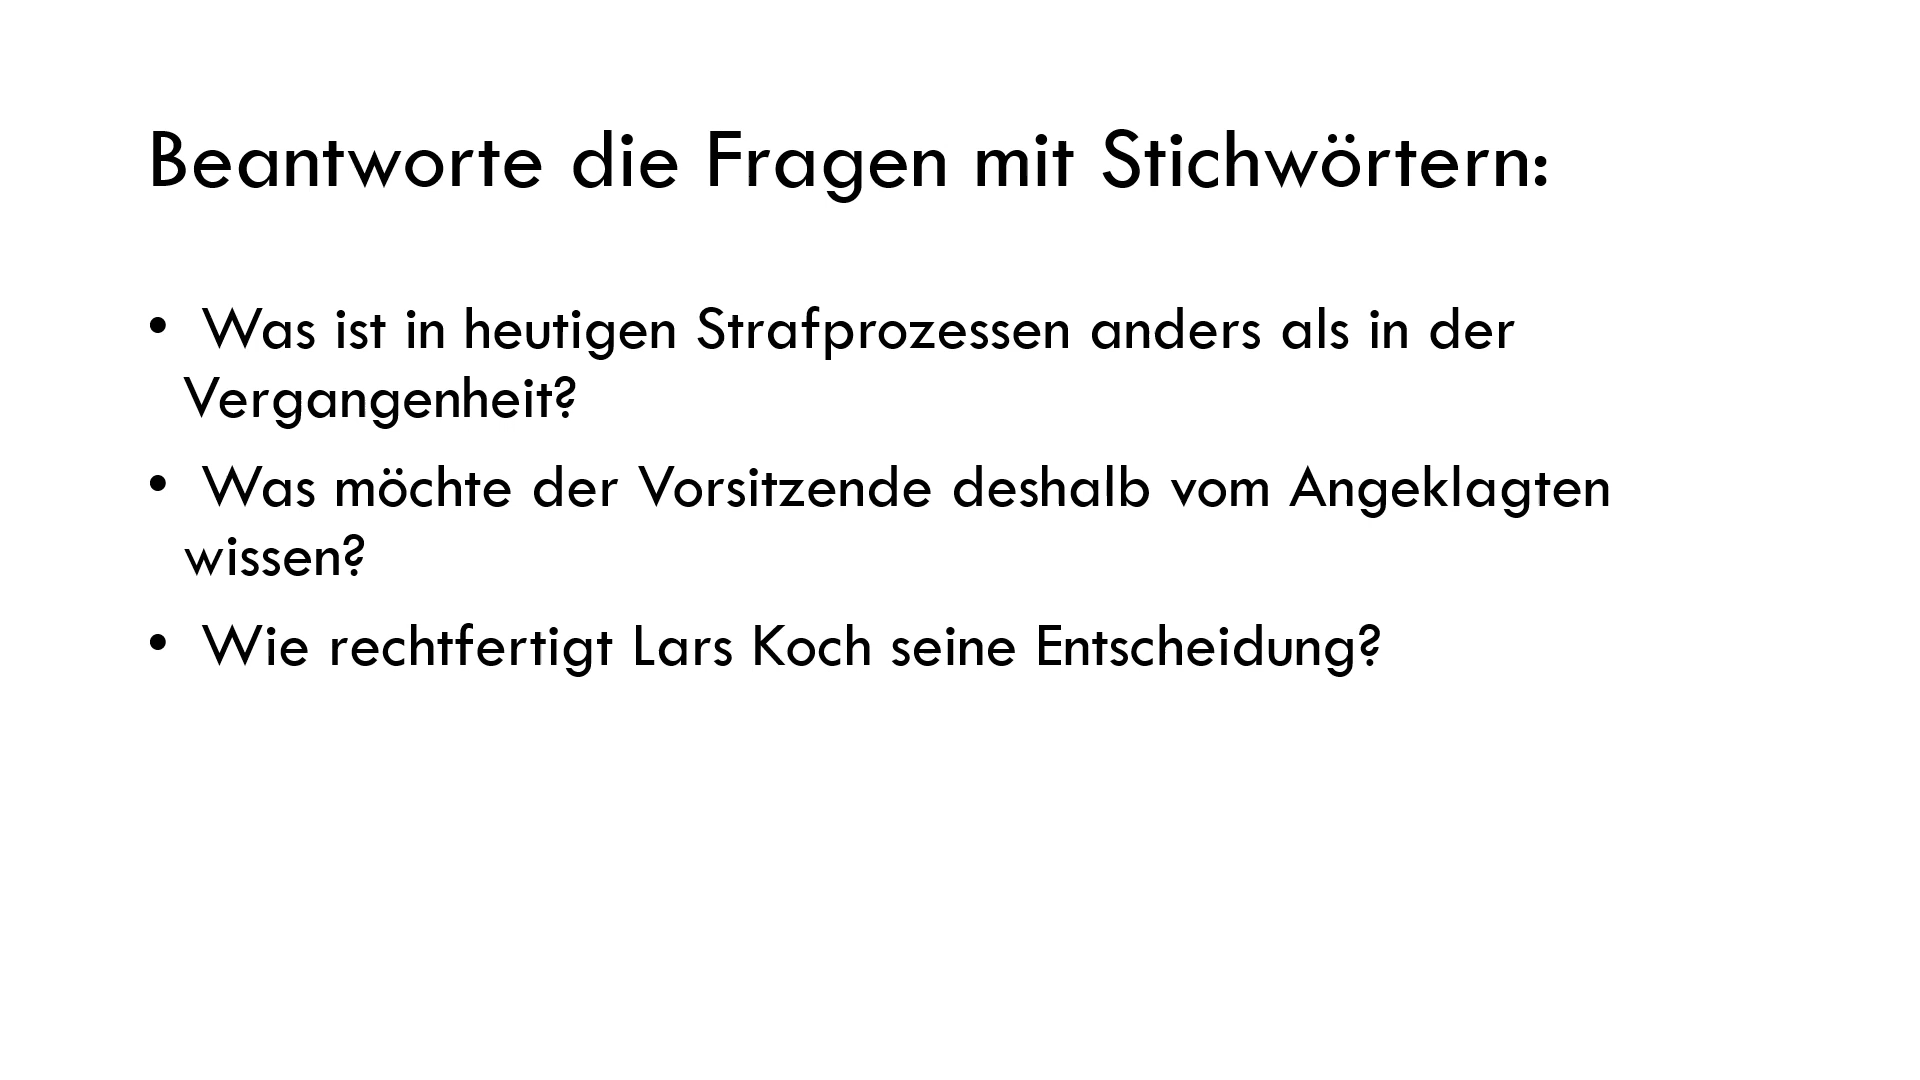 Beantworte die Fragen mit Stichwörtern:
• Was ist in heutigen Strafprozessen anders als in der
Vergangenheit?
• Was möchte der Vorsitzende deshalb vom Angeklagten
wissen?
• Wie rechtfertigt Lars Koch seine Entscheidung?